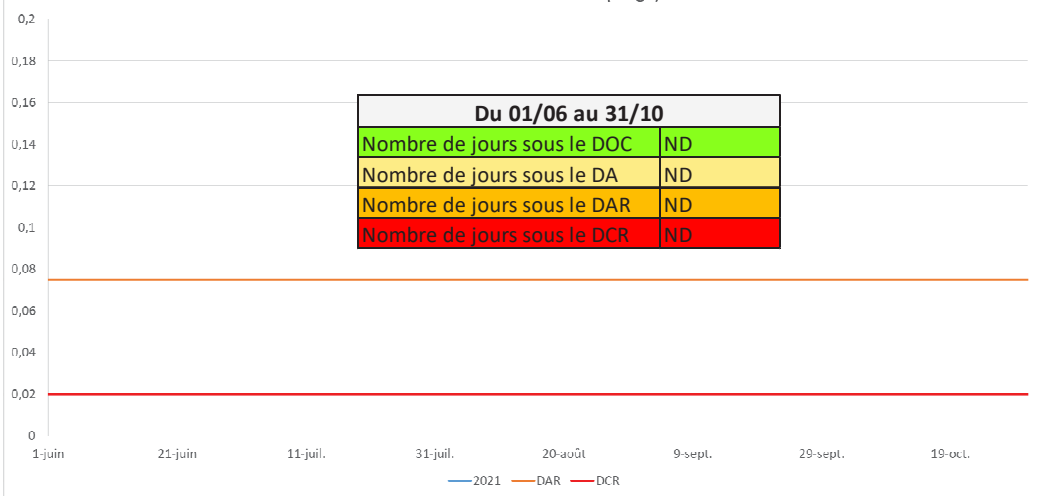 0,2
0,18
0,16
0,14
0,12
0,1
0,08
0,06
0,04
0,02
0
Du 01/06 au 31/10
Nombre de jours sous le DOC ND
Nombre de jours sous le DA ND
Nombre de jours sous le DAR ND
Nombre de jours sous le DCR ND
1-juin 21-juin 11-juil. 31-juil. 20-août 9-sept. 29-sept. 19-oct.
2021 DAR DCR